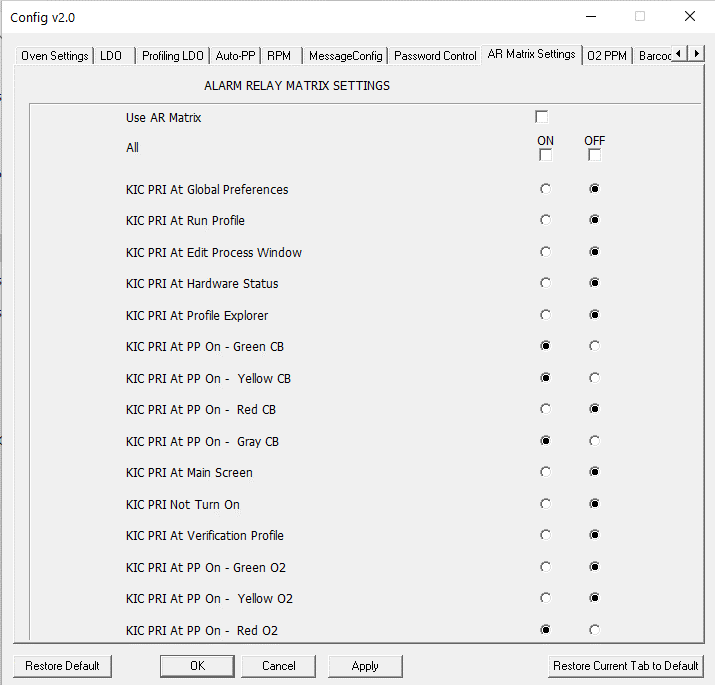 Config v2.0
Oven Settings LDO Profiling LDO Auto-PP RPM MessageConfig Password Control AR Matrix Settings O2 PPM
ALARM RELAY MATRIX SETTINGS
Use AR Matrix
ON OFF
All
KIC PRI At Global Preferences
KIC PRI At Run Profile
KIC PRI At Edit Process Window
KIC PRI At Hardware Status
KIC PRI At Profile Explorer
KIC PRI At PP On - Green CB
KIC PRI At PP On - Yellow CB
KIC PRI At PP On - Red CB
KIC PRI At PP On - Gray CB
KIC PRI At Main Screen
KIC PRI Not Turn On
KIC PRI At Verification Profile
KIC PRI At PP On - Green O2
KIC PRI At PP On - Yellow O2
KIC PRI At PP On - Red O2
Restore Default OK Cancel Apply Restore Current Tab to Default